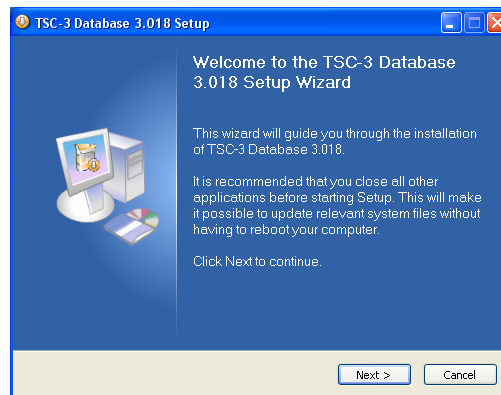 TSC-3 Database 3.018 Setup
Welcome to the TSC-3 Database
3.018 Setup Wizard
This wizard will guide you through the installation
of TSC-3 Database 3.018.
It is recommended that you close all other
applications before starting Setup. This will make
it possible to update relevant system files without
having to reboot your computer.
Click Next to continue.
Next >
Cancel